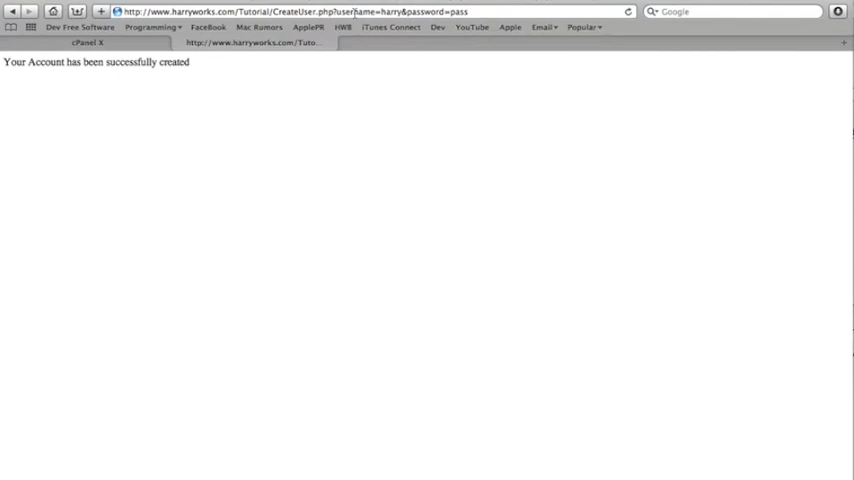 http://www.harryworks.com/Tutorial/CreateUser.php?username=harry&password=pass
Google
Dev Free Software Programming FaceBook Mac Rumors ApplePR HWB iTunes Connect Dev YouTube Apple Email Popular
cPanel X
http://www.harryworks.com/Tuto...
Your Account has been successfully created